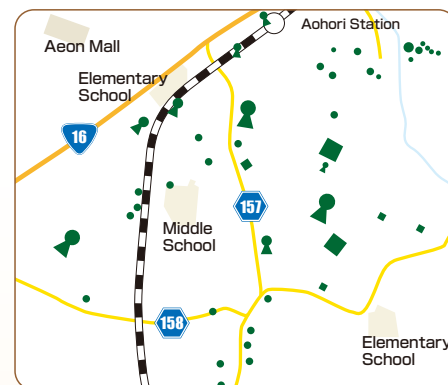 Aohori Station
Aeon Mall
Elementary
School
16
157
Middle
School
158
Elementary
School